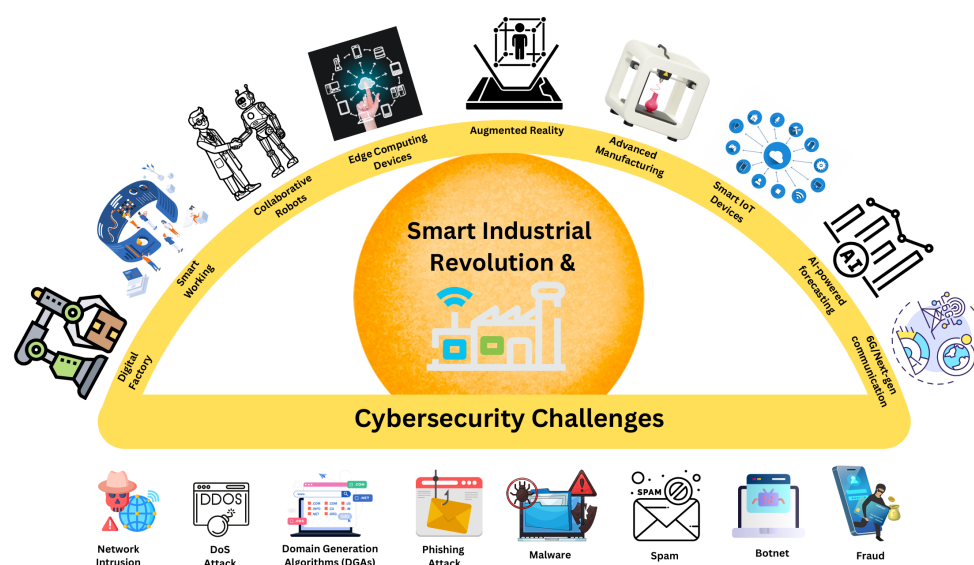 Augmented Reality
Edge Computing
Devices
Advanced
Manufacturing
Collaborative
Robots
Smart IoT
Devices
Smart
Working
AI
AI-powered
forecasting
Digital
Factory
6G/Next-gen
communication
Smart Industrial
Revolution &
Cybersecurity Challenges
DDOS
.COM
.NET
SPAM
Network
Intrusion
DoS
Attack
Domain Generation
Algorithms (DGAs)
Phishing
Attack
Malware
Spam
Botnet
Fraud